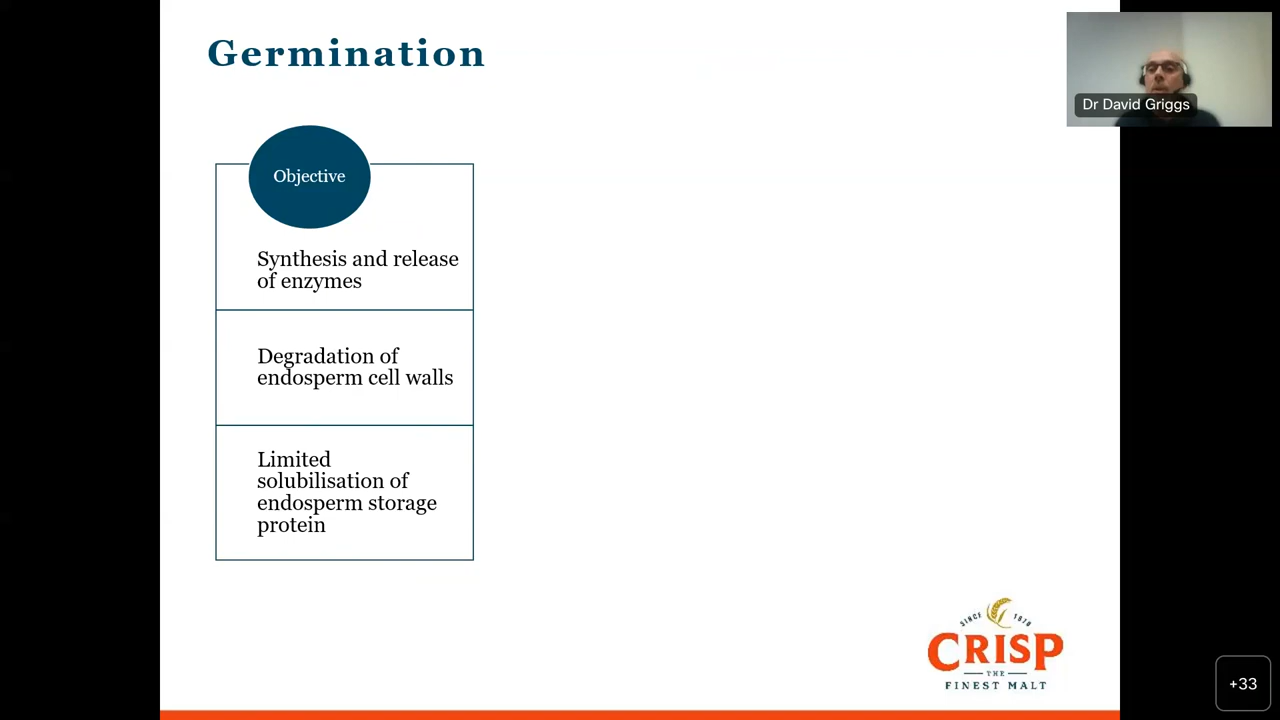 Germination
Dr David Griggs
Objective
Synthesis and release
of enzymes
Degradation of
endosperm cell walls
Limited
solubilisation of
endosperm storage
protein
SINCE 1870
CRISP
THE
FINEST MALT
+33